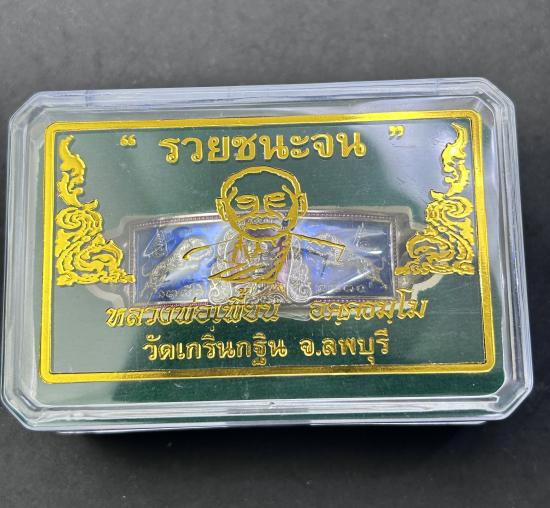 “ รวยชนะจน ”
หลวงพ่อเพี้ยน อคฺคธมฺโม
วัดเกริ่นกฐิน จ.ลพบุรี